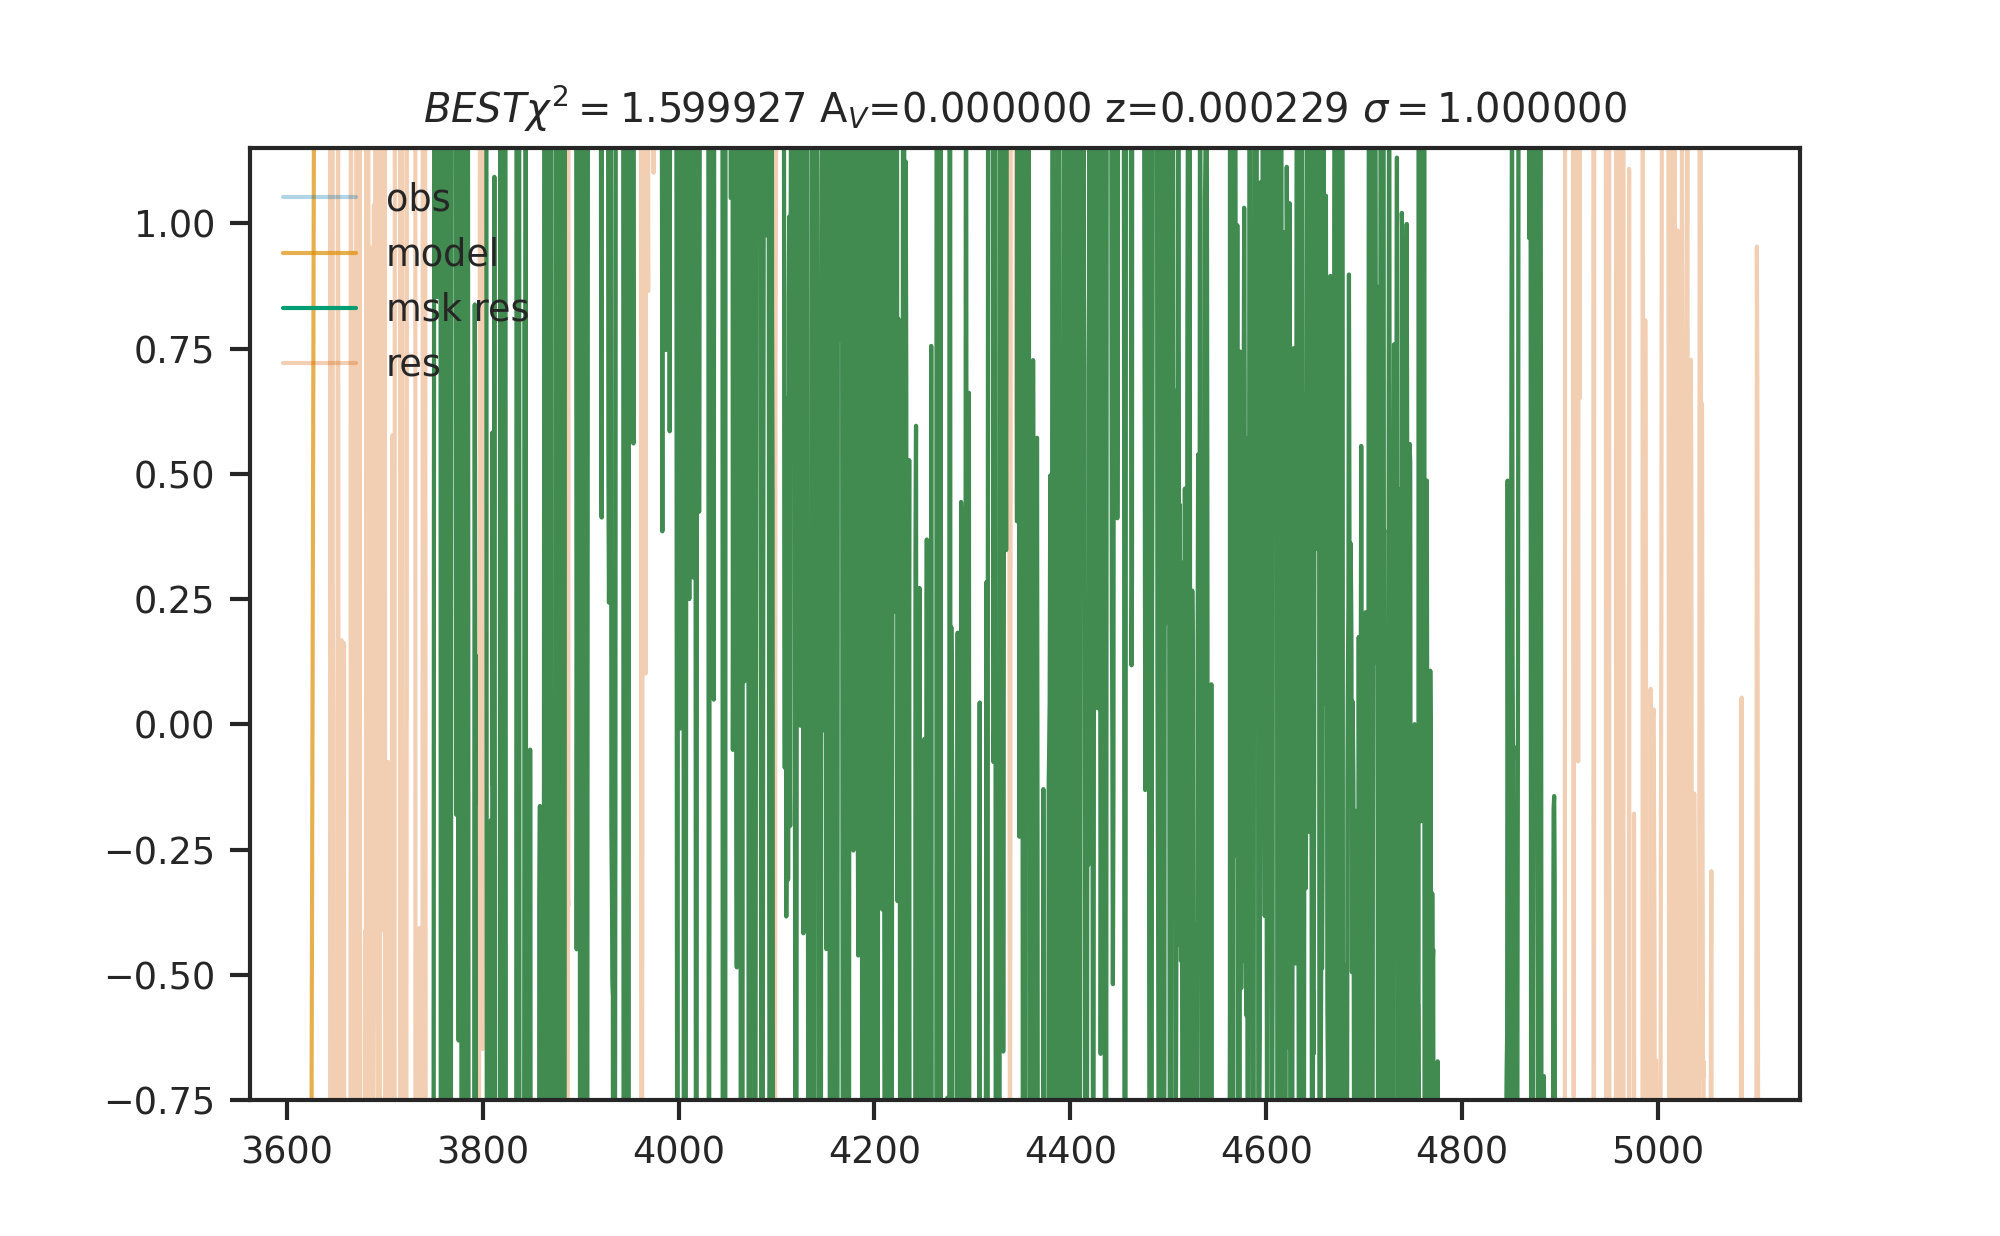 BESTχ² = 1.599927 A_V=0.000000 z=0.000229 σ = 1.000000
obs
model
msk res
res
1.00
0.75
0.50
0.25
0.00
−0.25
−0.50
−0.75
3600 3800 4000 4200 4400 4600 4800 5000